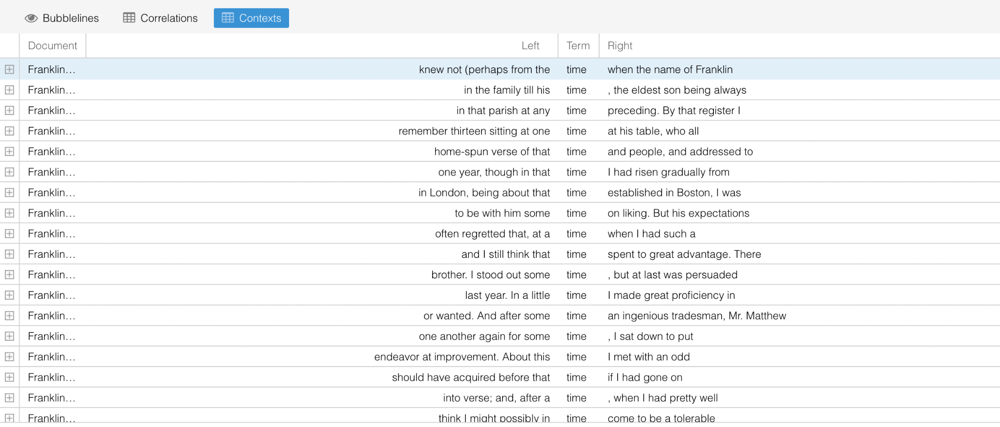 Bubblelines Correlations Contexts
Document Left Term Right
Franklin... knew not (perhaps from the time when the name of Franklin
Franklin... in the family till his time , the eldest son being always
Franklin... in that parish at any time preceding. By that register I
Franklin... remember thirteen sitting at one time at his table, who all
Franklin... home-spun verse of that time and people, and addressed to
Franklin... one year, though in that time I had risen gradually from
Franklin... in London, being about that time established in Boston, I was
Franklin... to be with him some time on liking. But his expectations
Franklin... often regretted that, at a time when I had such a
Franklin... and I still think that time spent to great advantage. There
Franklin... brother. I stood out some time , but at last was persuaded
Franklin... last year. In a little time I made great proficiency in
Franklin... or wanted. And after some time an ingenious tradesman, Mr. Matthew
Franklin... one another again for some time , I sat down to put
Franklin... endeavor at improvement. About this time I met with an odd
Franklin... should have acquired before that time if I had gone on
Franklin... into verse; and, after a time , when I had pretty well
Franklin... think I might possibly in time come to be a tolerable